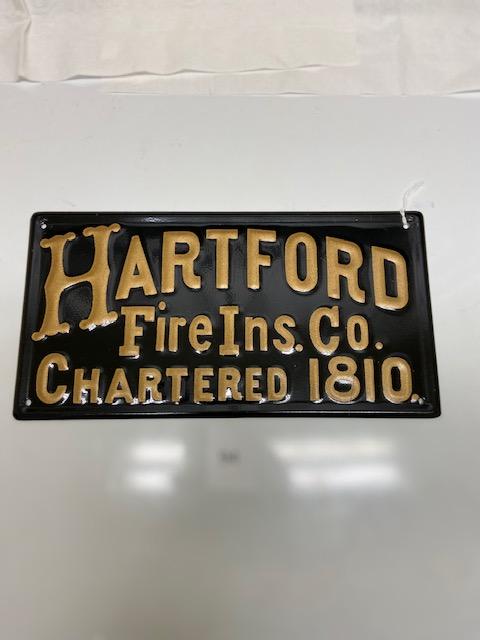 HARTFORD
Fire Ins. Co.
CHARTERED 1810.